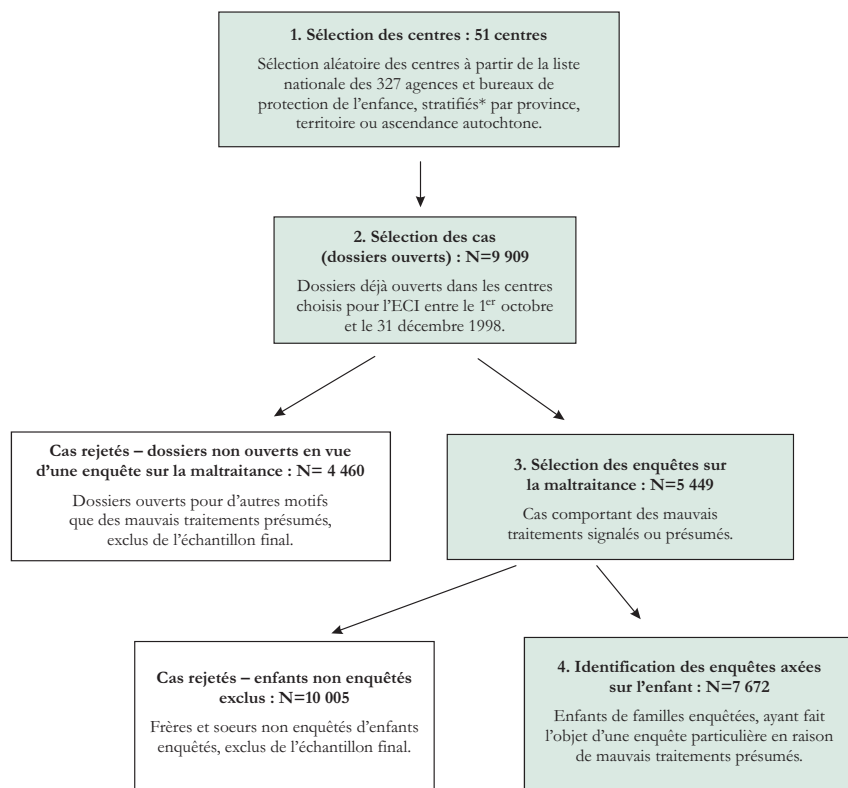 1. Sélection des centres : 51 centres
Sélection aléatoire des centres à partir de la liste
nationale des 327 agences et bureaux de
protection de l'enfance, stratifiés* par province,
territoire ou ascendance autochtone.
2. Sélection des cas
(dossiers ouverts) : N=9 909
Dossiers déjà ouverts dans les centres
choisis pour l'ECI entre le 1er octobre
et le 31 décembre 1998.
Cas rejetés – dossiers non ouverts en vue
d'une enquête sur la maltraitance : N= 4 460
Dossiers ouverts pour d'autres motifs
que des mauvais traitements présumés,
exclus de l'échantillon final.
3. Sélection des enquêtes sur
la maltraitance : N=5 449
Cas comportant des mauvais
traitements signalés ou présumés.
Cas rejetés – enfants non enquêtés
exclus : N=10 005
Frères et soeurs non enquêtés d'enfants
enquêtés, exclus de l'échantillon final.
4. Identification des enquêtes axées
sur l'enfant : N=7 672
Enfants de familles enquêtées, ayant fait
l'objet d'une enquête particulière en raison
de mauvais traitements présumés.